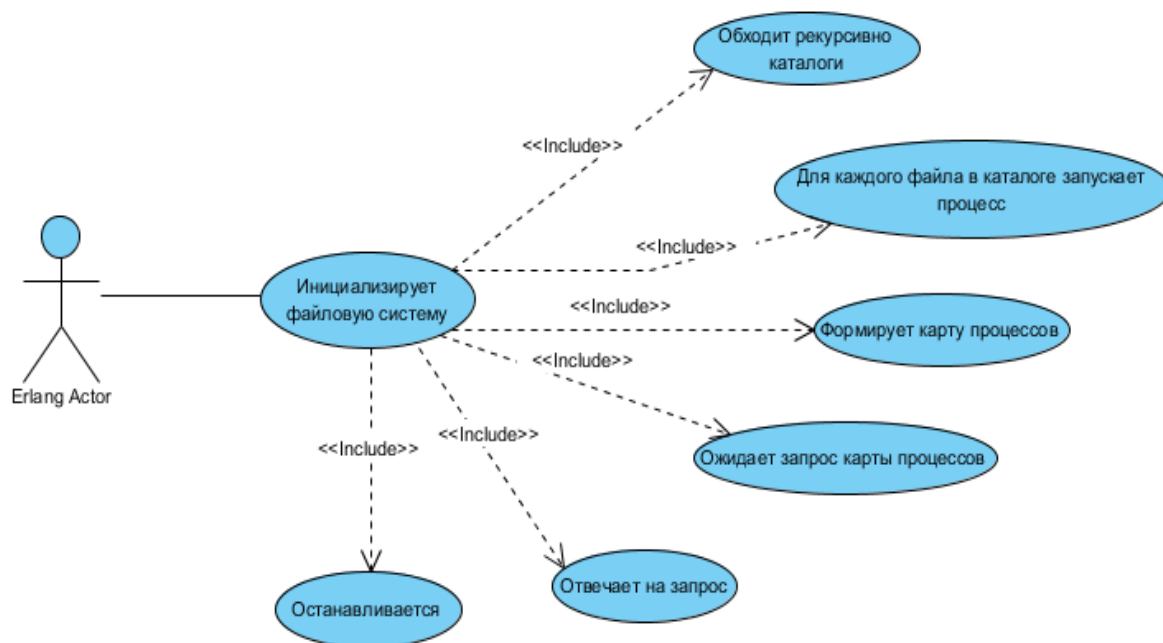 Обходит рекурсивно
каталоги
<<Include>>
Для каждого файла в каталоге запускает
процесс
<<Include>>
Инициализирует
файловую систему
<<Include>>
Формирует карту процессов
<<Include>>
Erlang Actor
<<Include>>
<<Include>>
Ожидает запрос карты процессов
Отвечает на запрос
Останавливается